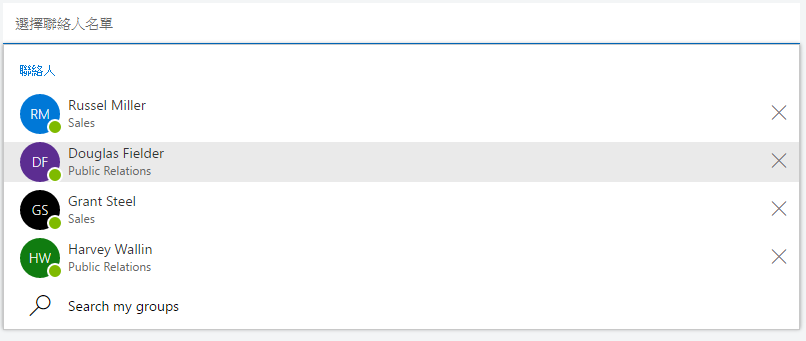 選擇聯絡人名單
聯絡人
RM
Russel Miller
Sales
DF
Douglas Fielder
Public Relations
GS
Grant Steel
Sales
HW
Harvey Wallin
Public Relations
Search my groups